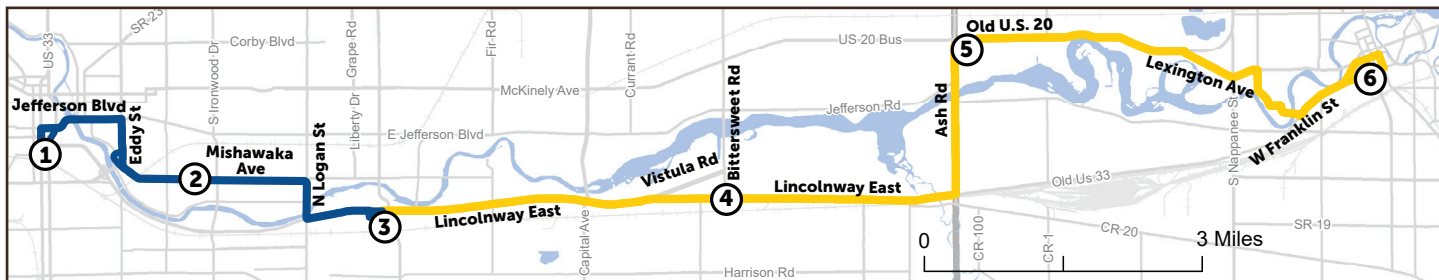 SR-23
US 33
Corby Blvd
S Ironwood Dr
Grape Rd
Liberty Dr
Fir Rd
Currant Rd
US 20 Bus
McKinely Ave
Jefferson Rd
E Jefferson Blvd
Jefferson Blvd
Eddy St
1
2
Mishawaka
Ave
N Logan St
3
Lincolnway East
Capital Ave
Vistula Rd
Bittersweet Rd
4
Lincolnway East
Harrison Rd
Ash Rd
5
Old U.S. 20
Lexington Ave
S Nappanee St
W Franklin St
6
Old Us 33
CR-100
CR-1
CR 20
SR-19
0
3 Miles